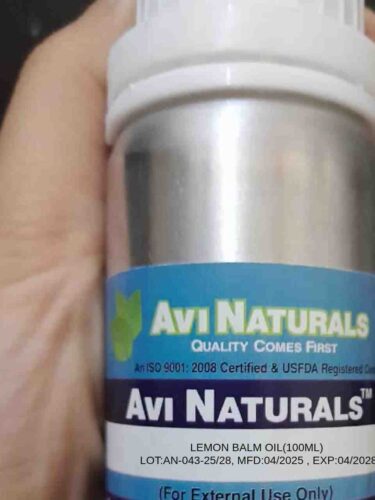 AVI NATURALS
QUALITY COMES FIRST
An ISO 9001: 2008 Certified & USFDA Registered
AVI NATURALS™
LEMON BALM OIL(100ML)
LOT:AN-043-25/28, MFD:04/2025 , EXP:04/2028
(For External Use Only)